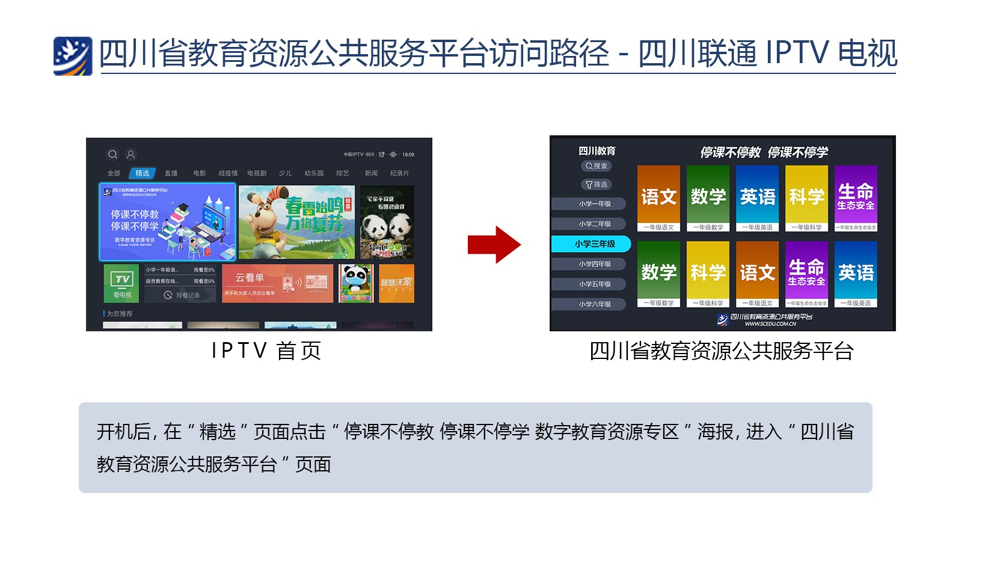 四川省教育资源公共服务平台访问路径 - 四川联通 IPTV 电视
中国IPTV-四川 18:09
全部 精选 直播 电影 战疫情 电视剧 少儿 幼乐园 综艺 新闻 纪录片
四川省教育资源公共服务平台
WWW.SCEDU.COM.CN
停课不停教
停课不停学
数字教育资源专区
春雷始鸣
万物复苏
惊蛰
宅家不寂寞
看熊很值得
TV
看电视
小学一年级语... 观看至0%
自贡教育在线... 观看至0%
观看记录
云看单
用手机为家人添加云看单
智慧沃家
为您推荐
IPTV 首页
四川教育
搜索
筛选
小学一年级
小学二年级
小学三年级
小学四年级
小学五年级
小学六年级
停课不停教 停课不停学
语文 数学 英语 科学 生命
生态安全
一年级语文 一年级数学 一年级英语 一年级科学 一年级生命生态安全
数学 科学 语文 生命 英语
生态安全
一年级数学 一年级科学 一年级语文 一年级生命生态安全 一年级英语
四川省教育资源公共服务平台
WWW.SCEDU.COM.CN
四川省教育资源公共服务平台
开机后, 在 “ 精选 ” 页面点击 “ 停课不停教 停课不停学 数字教育资源专区 ” 海报, 进入 “ 四川省
教育资源公共服务平台 ” 页面